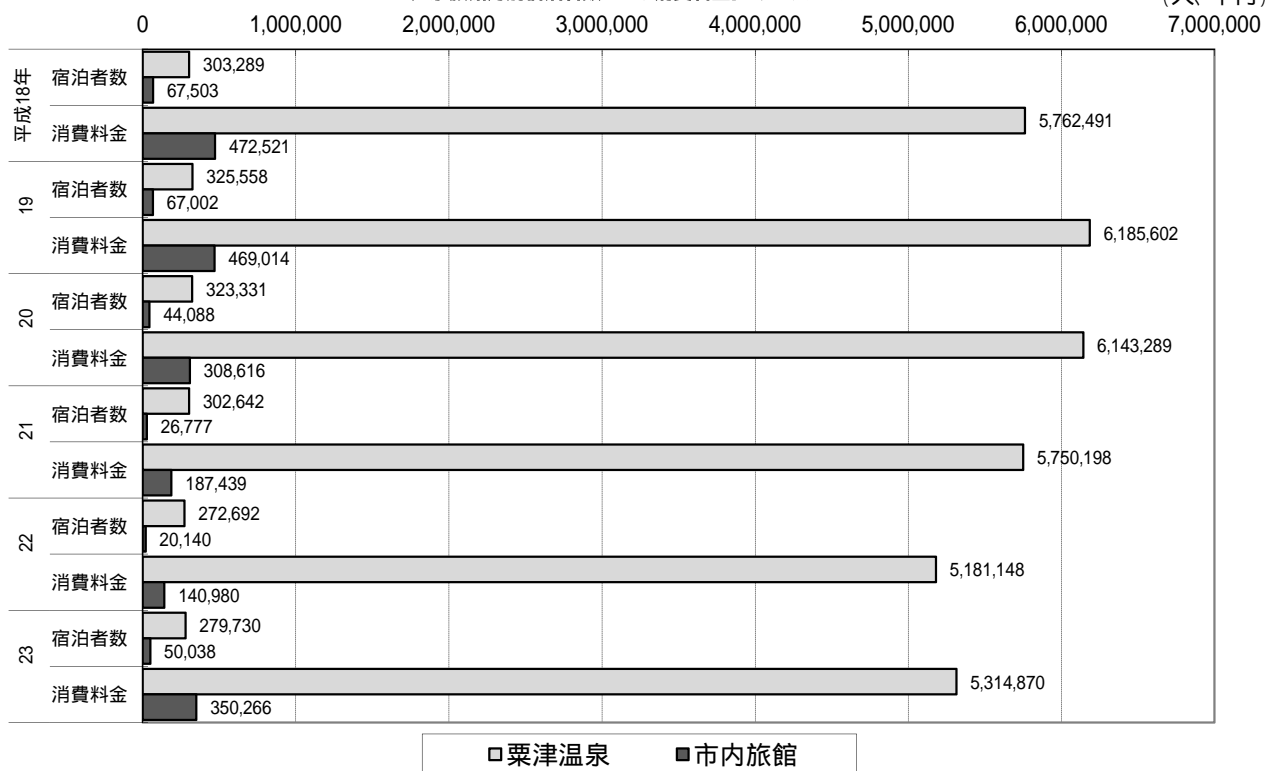 0 1,000,000 2,000,000 3,000,000 4,000,000 5,000,000 6,000,000 7,000,000
平成18年
宿泊者数 303,289
67,503
消費料金 5,762,491
472,521
19
宿泊者数 325,558
67,002
消費料金 6,185,602
469,014
20
宿泊者数 323,331
44,088
消費料金 6,143,289
308,616
21
宿泊者数 302,642
26,777
消費料金 5,750,198
187,439
22
宿泊者数 272,692
20,140
消費料金 5,181,148
140,980
23
宿泊者数 279,730
50,038
消費料金 5,314,870
350,266
粟津温泉 市内旅館